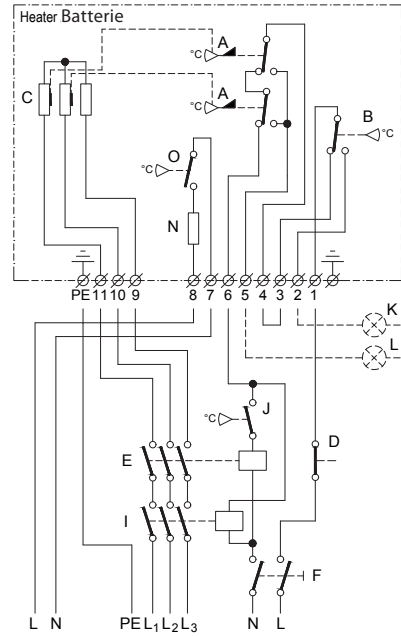 Heater Batterie
°C A
°C A
C
B
°C
O
°C
N
PE 11 10 9 8 7 6 5 4 3 2 1
K
L
J
°C
D
E
I
F
L N PE L1 L2 L3 N L